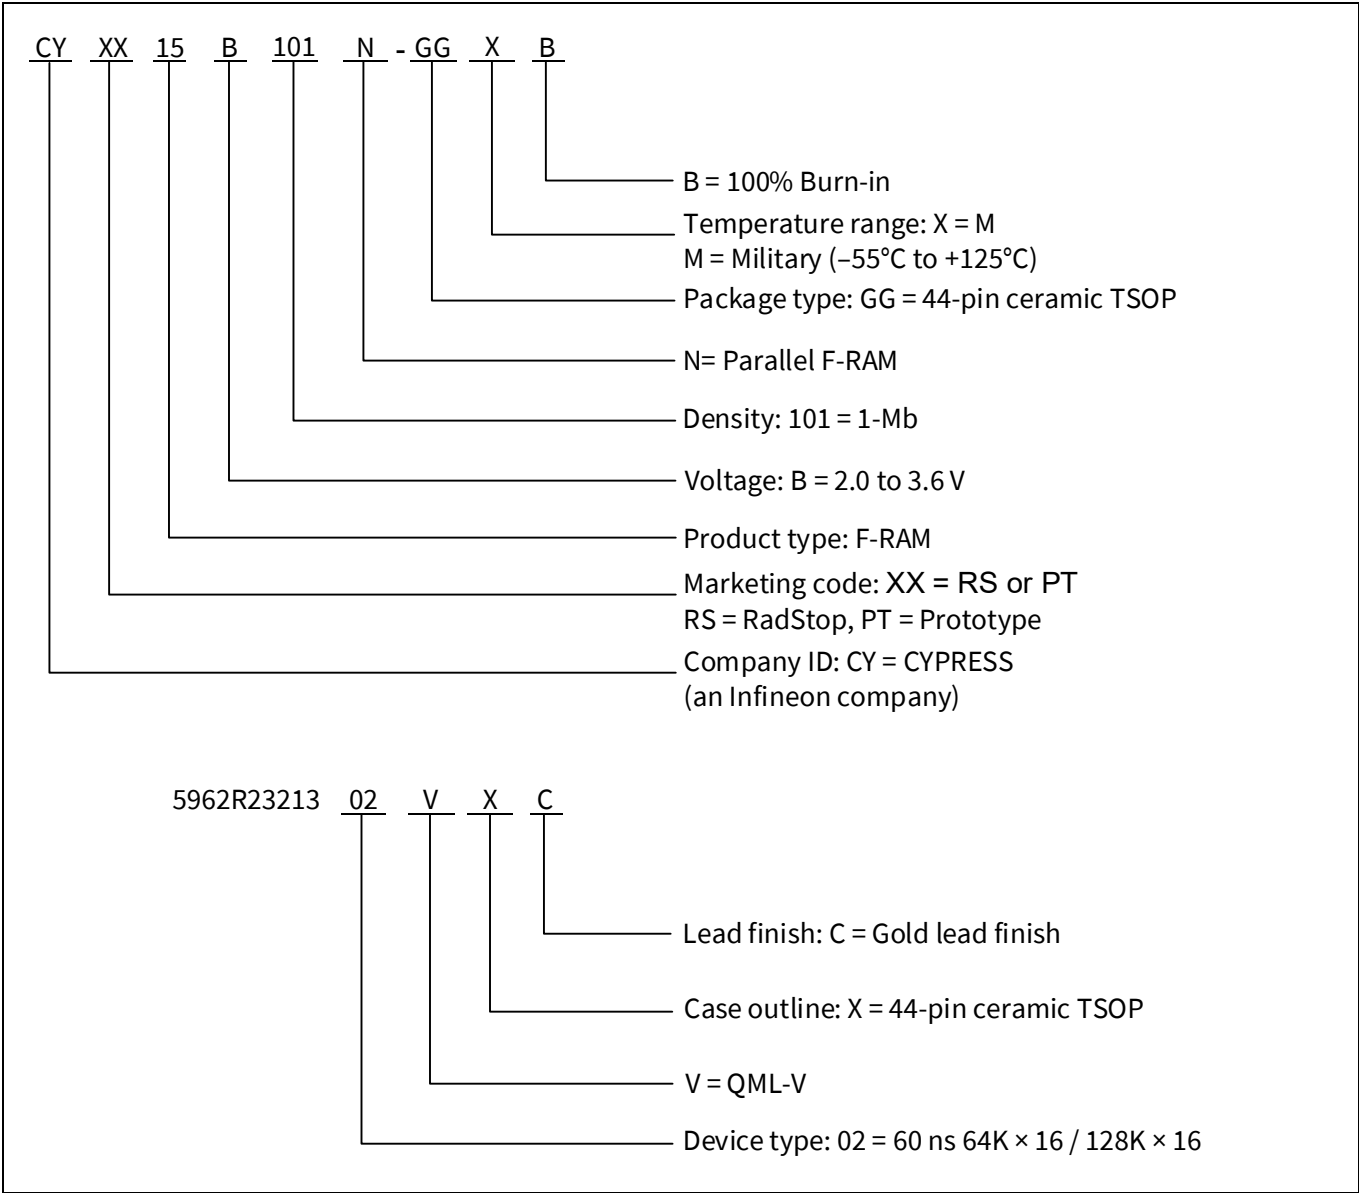 CY XX 15 B 101 N - GG X B
B = 100% Burn-in
Temperature range: X = M
M = Military (–55°C to +125°C)
Package type: GG = 44-pin ceramic TSOP
N= Parallel F-RAM
Density: 101 = 1-Mb
Voltage: B = 2.0 to 3.6 V
Product type: F-RAM
Marketing code: XX = RS or PT
RS = RadStop, PT = Prototype
Company ID: CY = CYPRESS
(an Infineon company)
5962R23213 02 V X C
Lead finish: C = Gold lead finish
Case outline: X = 44-pin ceramic TSOP
V = QML-V
Device type: 02 = 60 ns 64K × 16 / 128K × 16